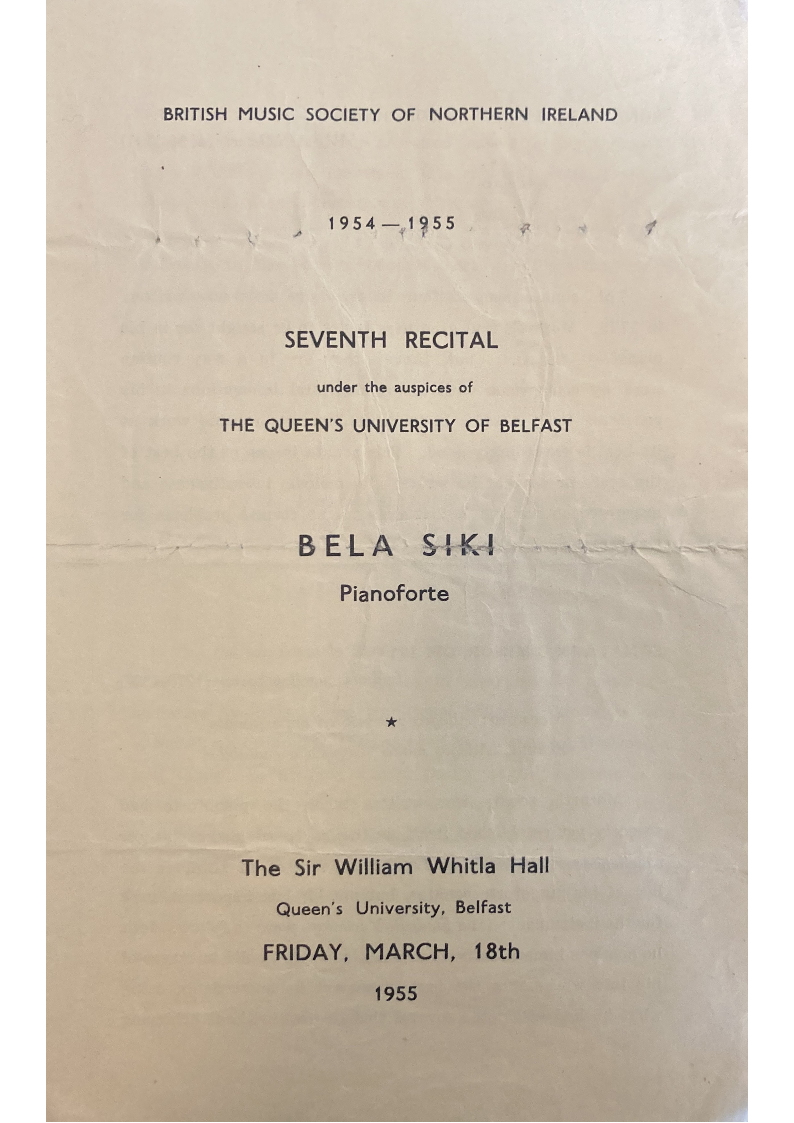 BRITISH MUSIC SOCIETY OF NORTHERN IRELAND
1954—1955
SEVENTH RECITAL
under the auspices of
THE QUEEN'S UNIVERSITY OF BELFAST
BELA SIKI
Pianoforte
★
The Sir William Whitla Hall
Queen's University, Belfast
FRIDAY, MARCH, 18th
1955